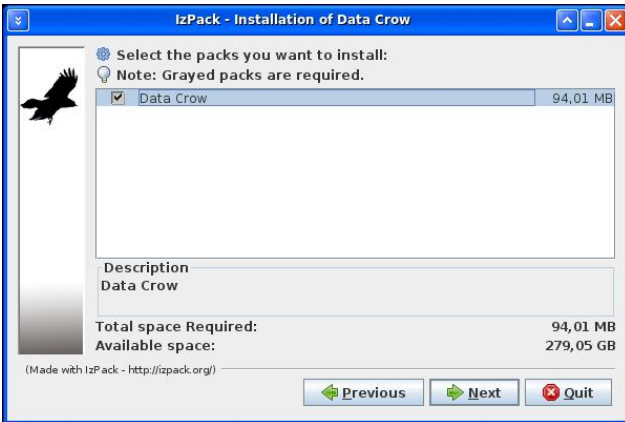 IzPack - Installation of Data Crow
Select the packs you want to install:
Note: Grayed packs are required.
Data Crow 94,01 MB
Description
Data Crow
Total space Required: 94,01 MB
Available space: 279,05 GB
(Made with IzPack - http://izpack.org/)
Previous Next Quit